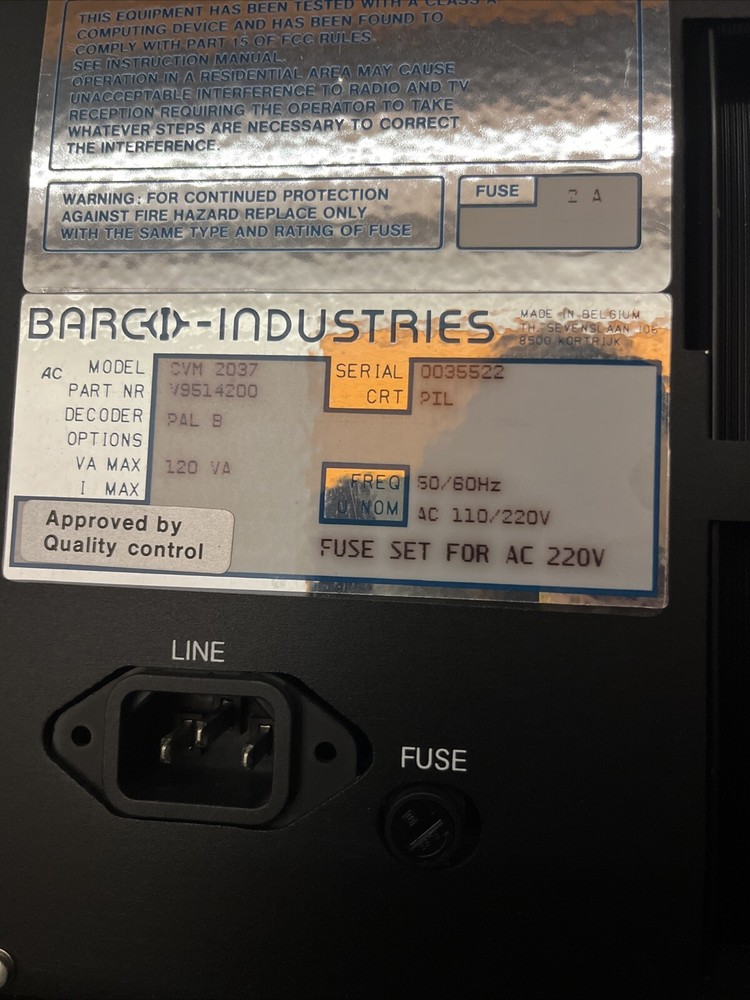 THIS EQUIPMENT HAS BEEN TESTED WITH A CLASS A
COMPUTING DEVICE AND HAS BEEN FOUND TO
COMPLY WITH PART 15 OF FCC RULES.
SEE INSTRUCTION MANUAL.
OPERATION IN A RESIDENTIAL AREA MAY CAUSE
UNACCEPTABLE INTERFERENCE TO RADIO AND TV
RECEPTION REQUIRING THE OPERATOR TO TAKE
WHATEVER STEPS ARE NECESSARY TO CORRECT
THE INTERFERENCE.
WARNING: FOR CONTINUED PROTECTION
AGAINST FIRE HAZARD REPLACE ONLY
WITH THE SAME TYPE AND RATING OF FUSE
FUSE 2 A
BARCO-INDUSTRIES
MADE IN BELGIUM
TH. SEVENSLAAN 106
8500 KORTRIJK
AC MODEL CVM 2037 SERIAL 0035522
PART NR V9514200 CRT PIL
DECODER PAL B
OPTIONS
VA MAX 120 VA FREQ 50/60Hz
I MAX U NOM AC 110/220V
Approved by
Quality control
FUSE SET FOR AC 220V
LINE
FUSE